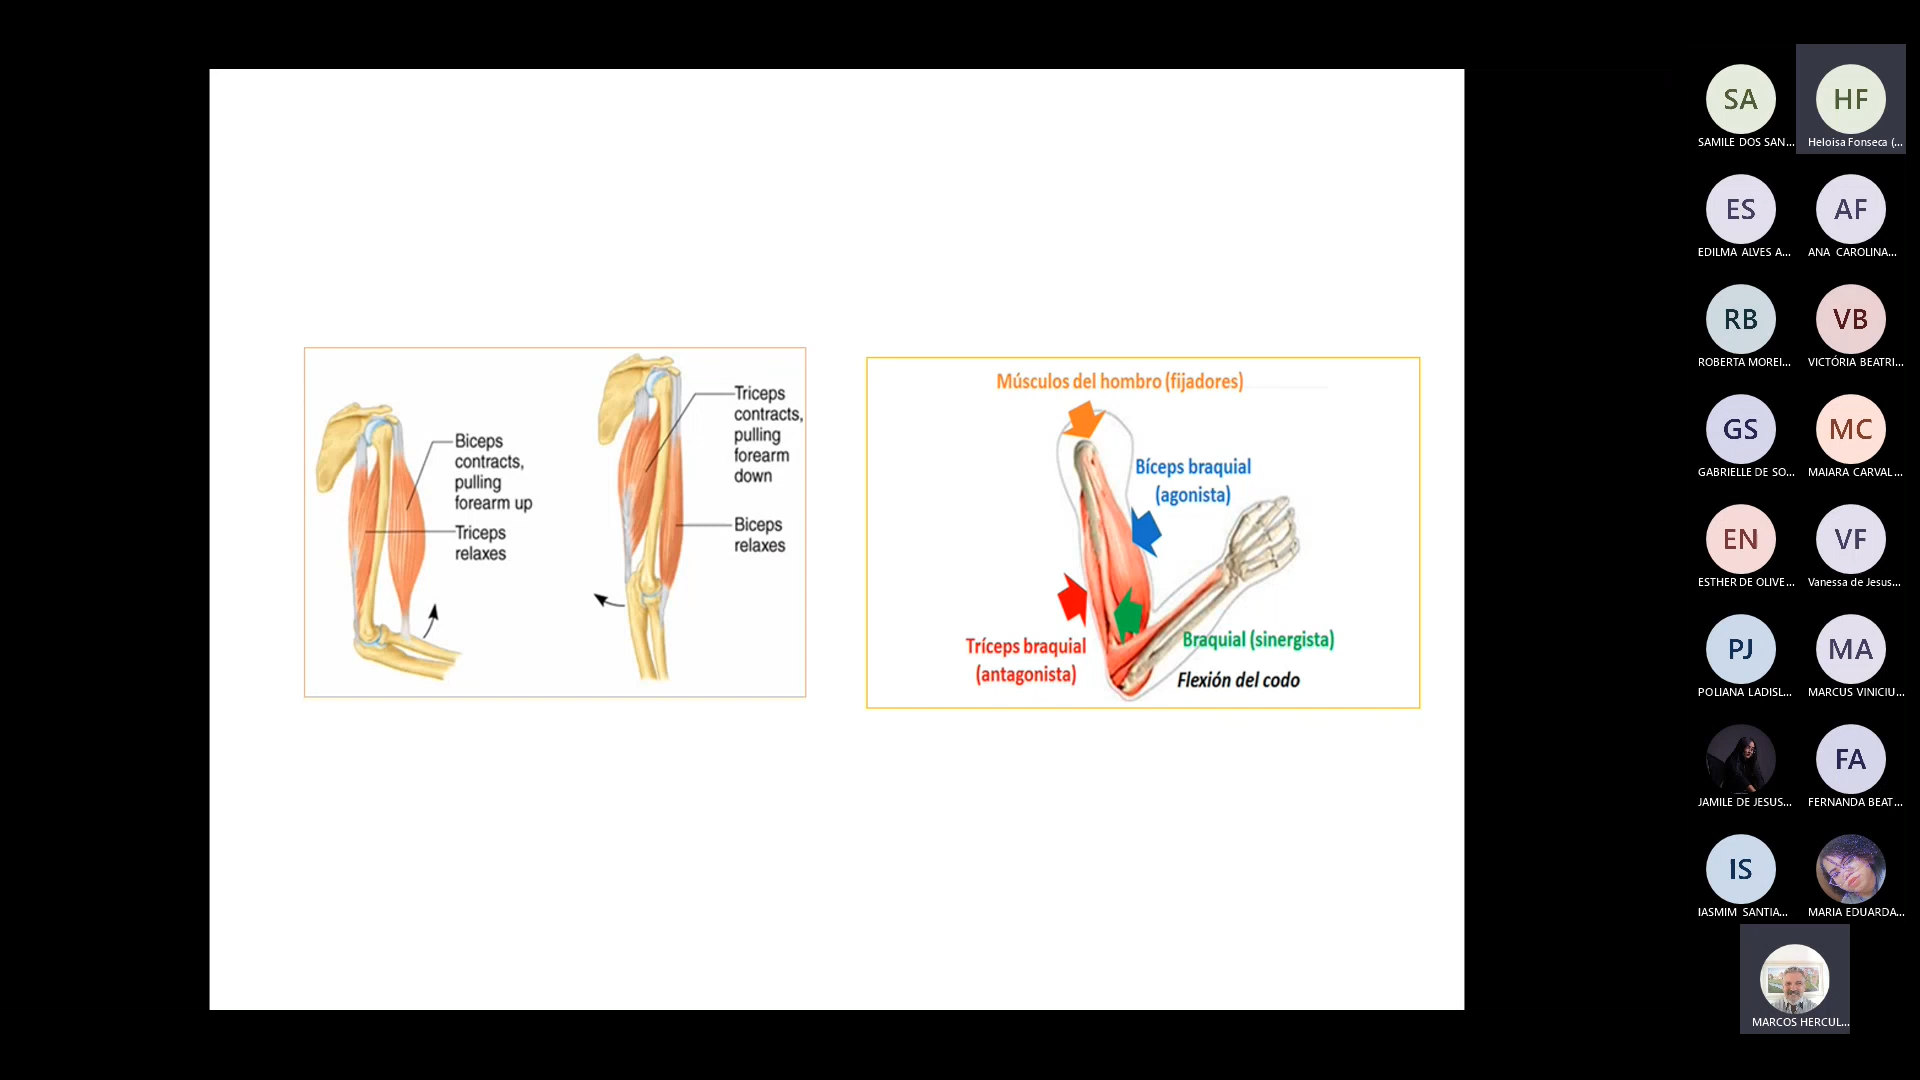 Biceps
contracts,
pulling
forearm up
Triceps
relaxes
Triceps
contracts,
pulling
forearm
down
Biceps
relaxes
Músculos del hombro (fijadores)
Bíceps braquial
(agonista)
Tríceps braquial
(antagonista)
Braquial (sinergista)
Flexión del codo
SA
SAMILE DOS SAN...
HF
Heloisa Fonseca (...
ES
EDILMA ALVES A...
AF
ANA CAROLINA...
RB
ROBERTA MOREI...
VB
VICTÓRIA BEATRI...
GS
GABRIELLE DE SO...
MC
MAIARA CARVAL...
EN
ESTHER DE OLIVE...
VF
Vanessa de Jesus...
PJ
POLIANA LADISL...
MA
MARCUS VINICIU...
JAMILE DE JESUS...
FA
FERNANDA BEAT...
IS
IASMIM SANTIA...
MARIA EDUARDA...
MARCOS HERCUL...